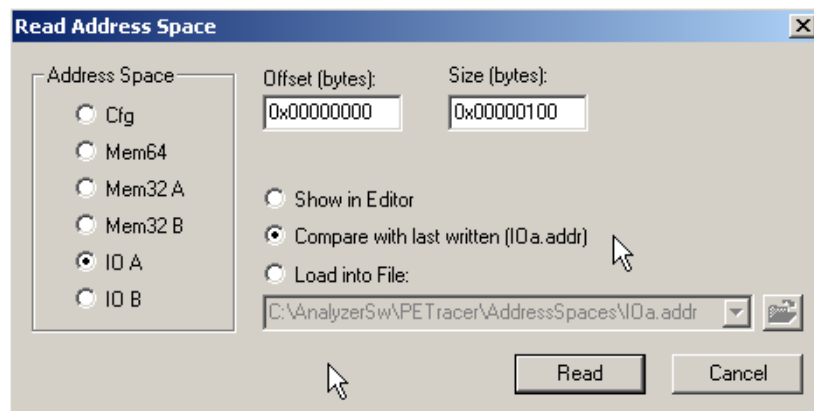 Read Address Space
Address Space
Cfg
Mem64
Mem32 A
Mem32 B
IO A
IO B
Offset (bytes):
0x00000000
Size (bytes):
0x00000100
Show in Editor
Compare with last written (IOa.addr)
Load into File:
C:\AnalyzerSw\PETracer\AddressSpaces\IOa.addr
Read
Cancel